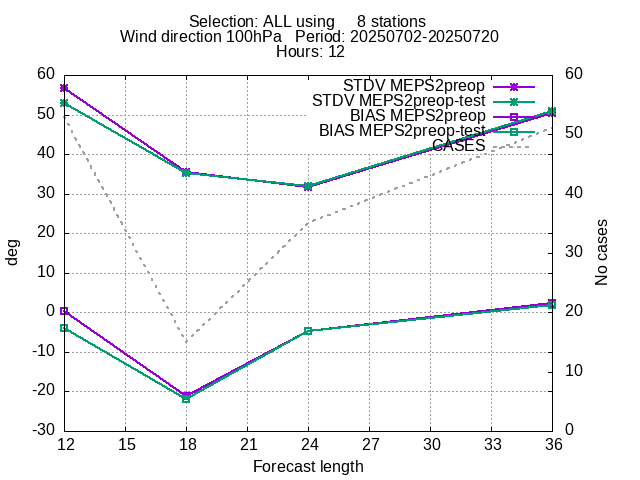 Selection: ALL using     8 stations
Wind direction 100hPa   Period: 20250702-20250720
Hours: 12
60
50
40
30
20
10
0
-10
-20
-30
deg
STDV MEPS2preop
STDV MEPS2preop-test
BIAS MEPS2preop
BIAS MEPS2preop-test
CASES
60
50
40
30
20
10
0
No cases
12 15 18 21 24 27 30 33 36
Forecast length